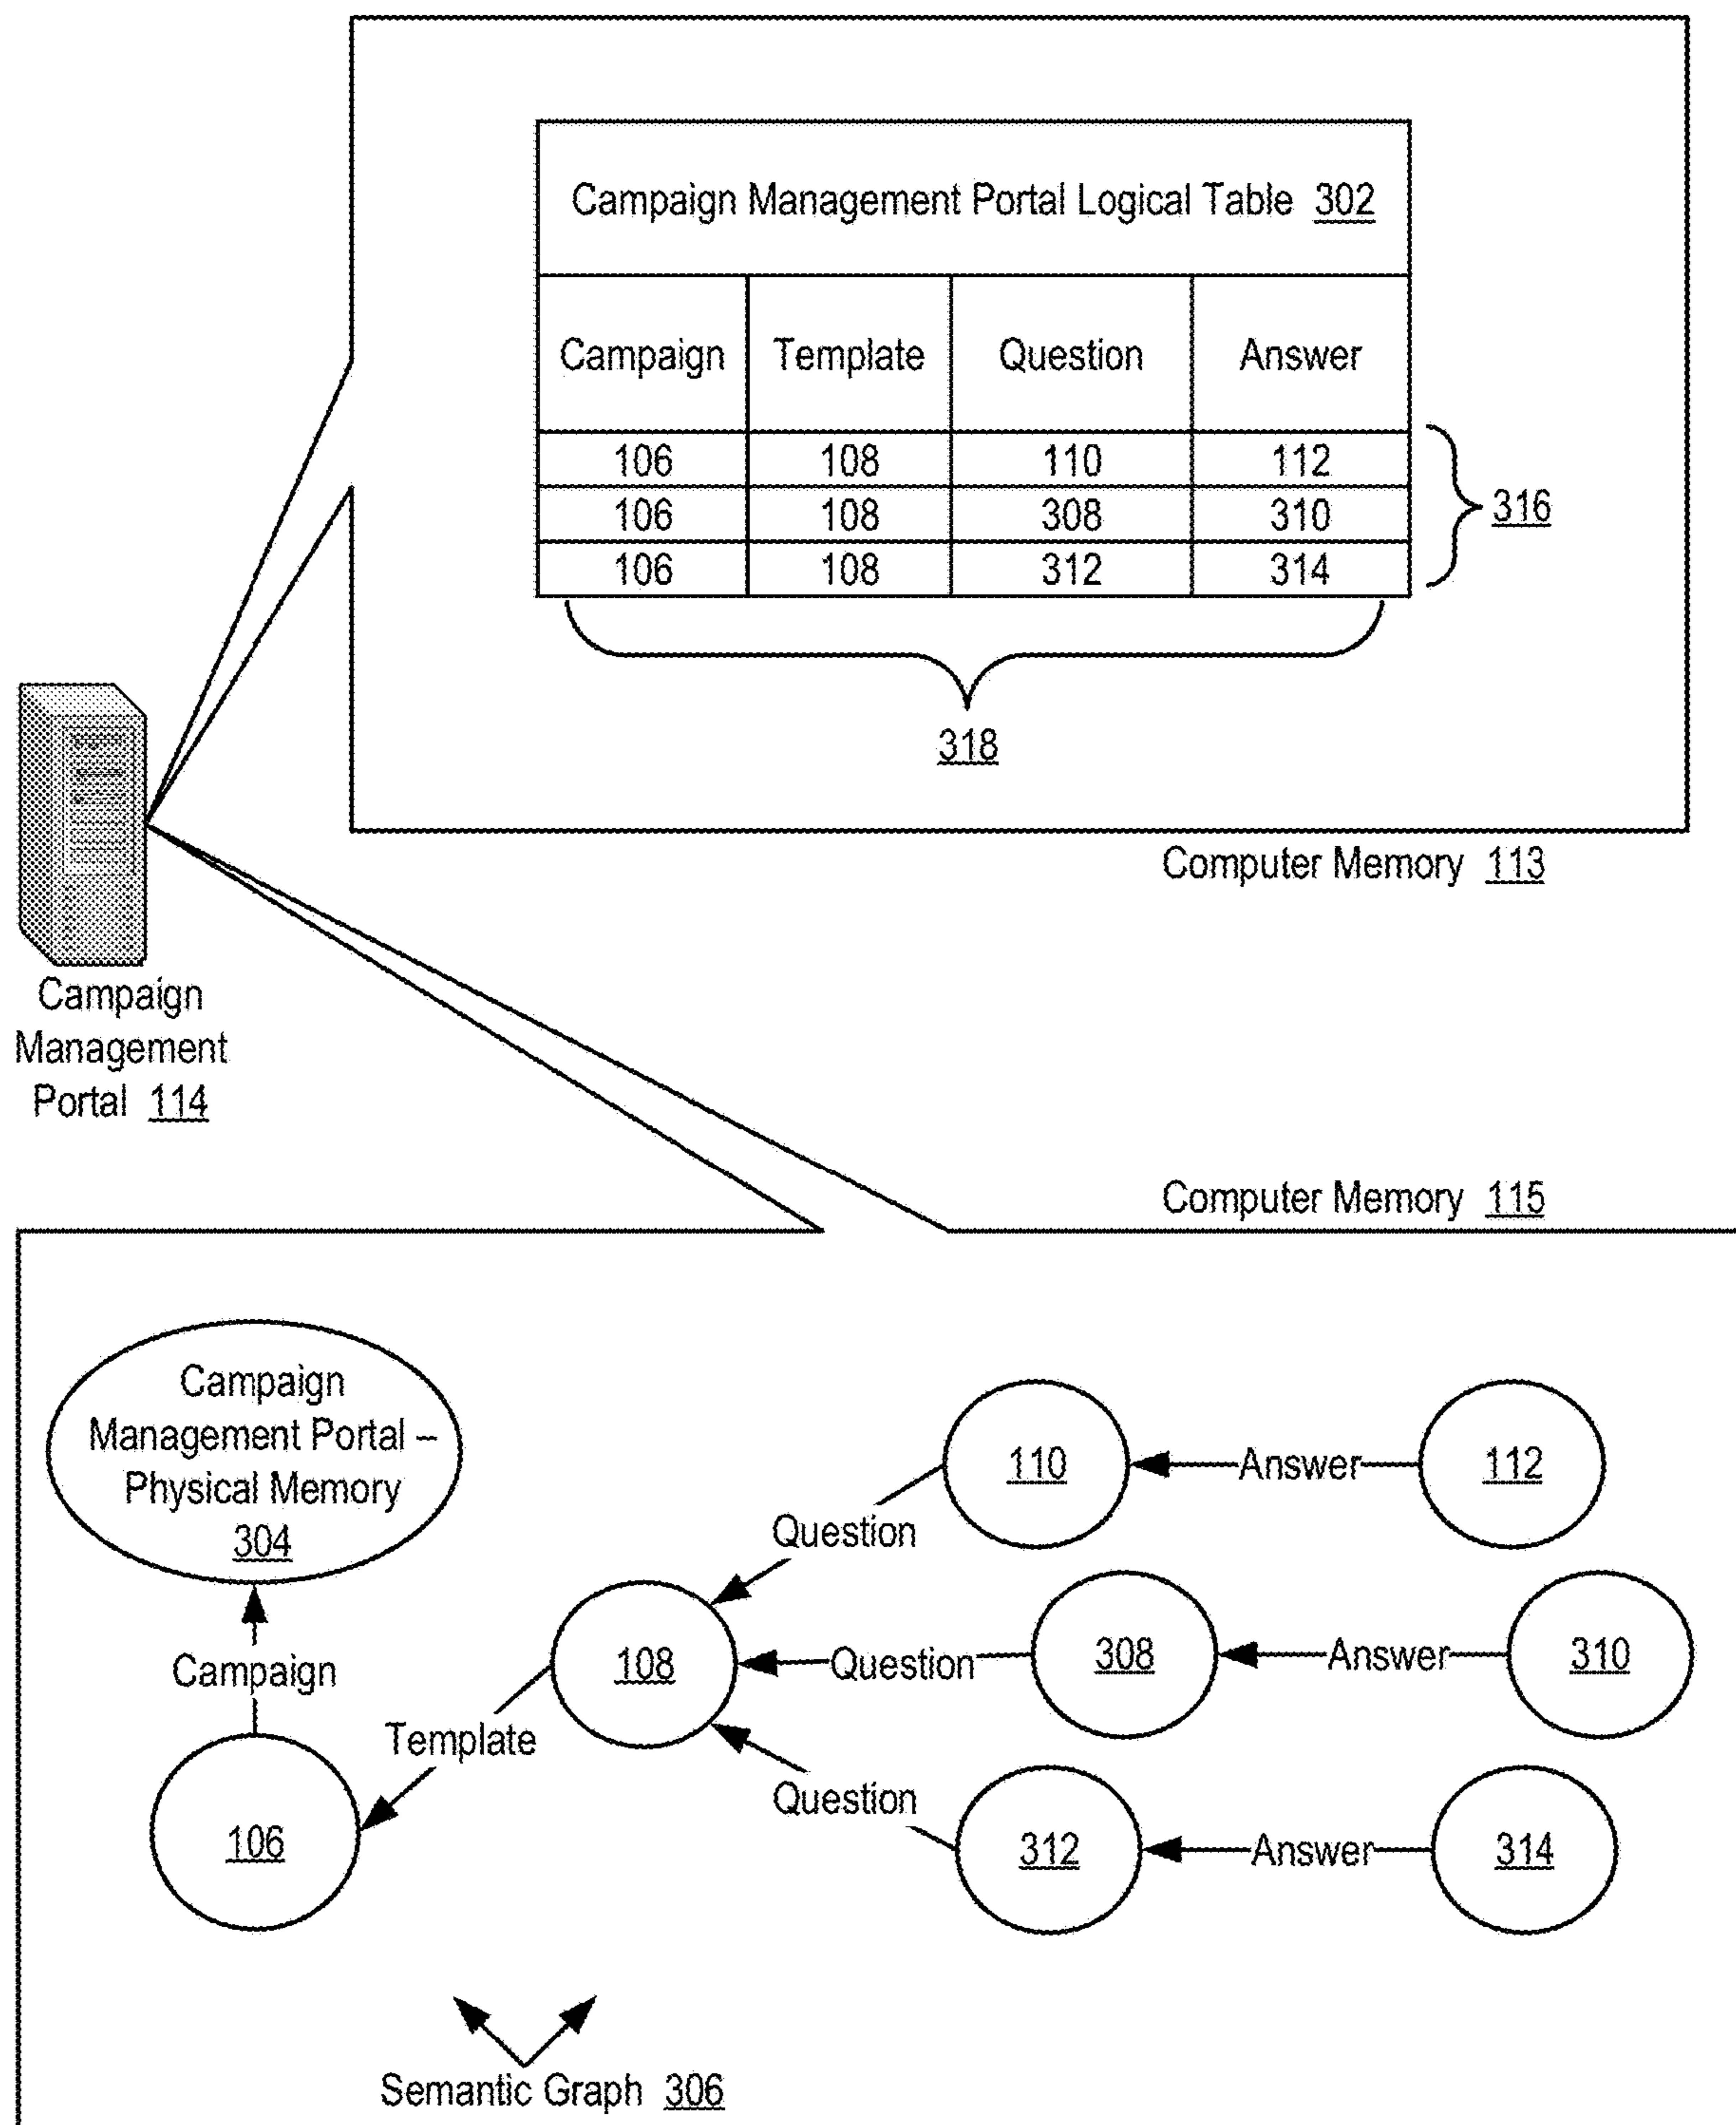 Campaign Management Portal Logical Table 302
Campaign Template Question Answer
106 108 110 112
106 108 308 310
106 108 312 314
316
318
Computer Memory 113
Campaign
Management
Portal 114
Computer Memory 115
Campaign
Management Portal –
Physical Memory
304
Campaign
106
Template
108
Question
110
Answer
112
Question
308
Answer
310
Question
312
Answer
314
Semantic Graph 306